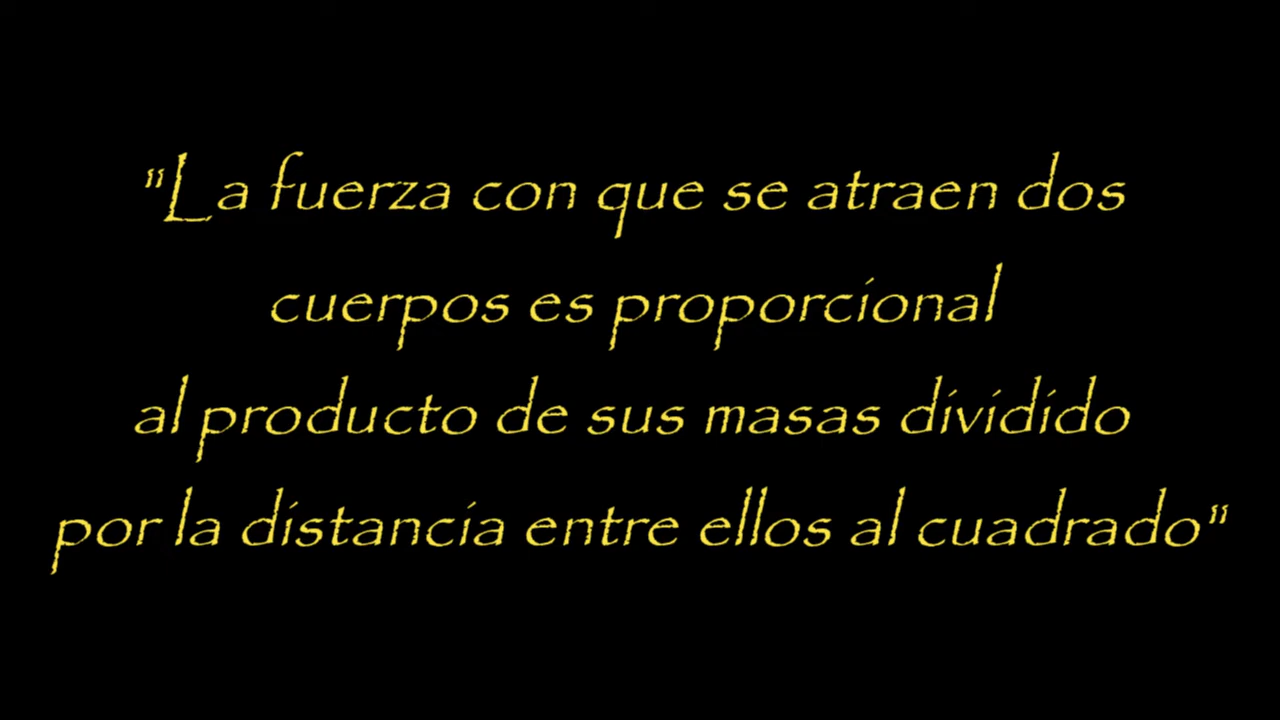 "La fuerza con que se atraen dos
cuerpos es proporcional
al producto de sus masas dividido
por la distancia entre ellos al cuadrado"